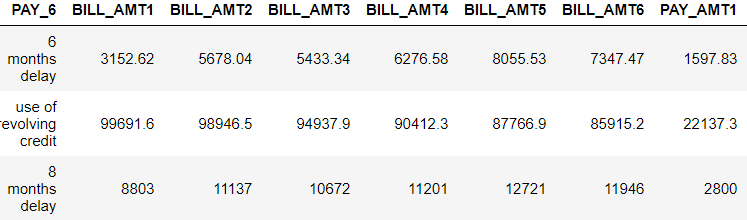 PAY_6 BILL_AMT1 BILL_AMT2 BILL_AMT3 BILL_AMT4 BILL_AMT5 BILL_AMT6 PAY_AMT1
6
months 3152.62 5678.04 5433.34 6276.58 8055.53 7347.47 1597.83
delay
use of
revolving 99691.6 98946.5 94937.9 90412.3 87766.9 85915.2 22137.3
credit
8
months 8803 11137 10672 11201 12721 11946 2800
delay